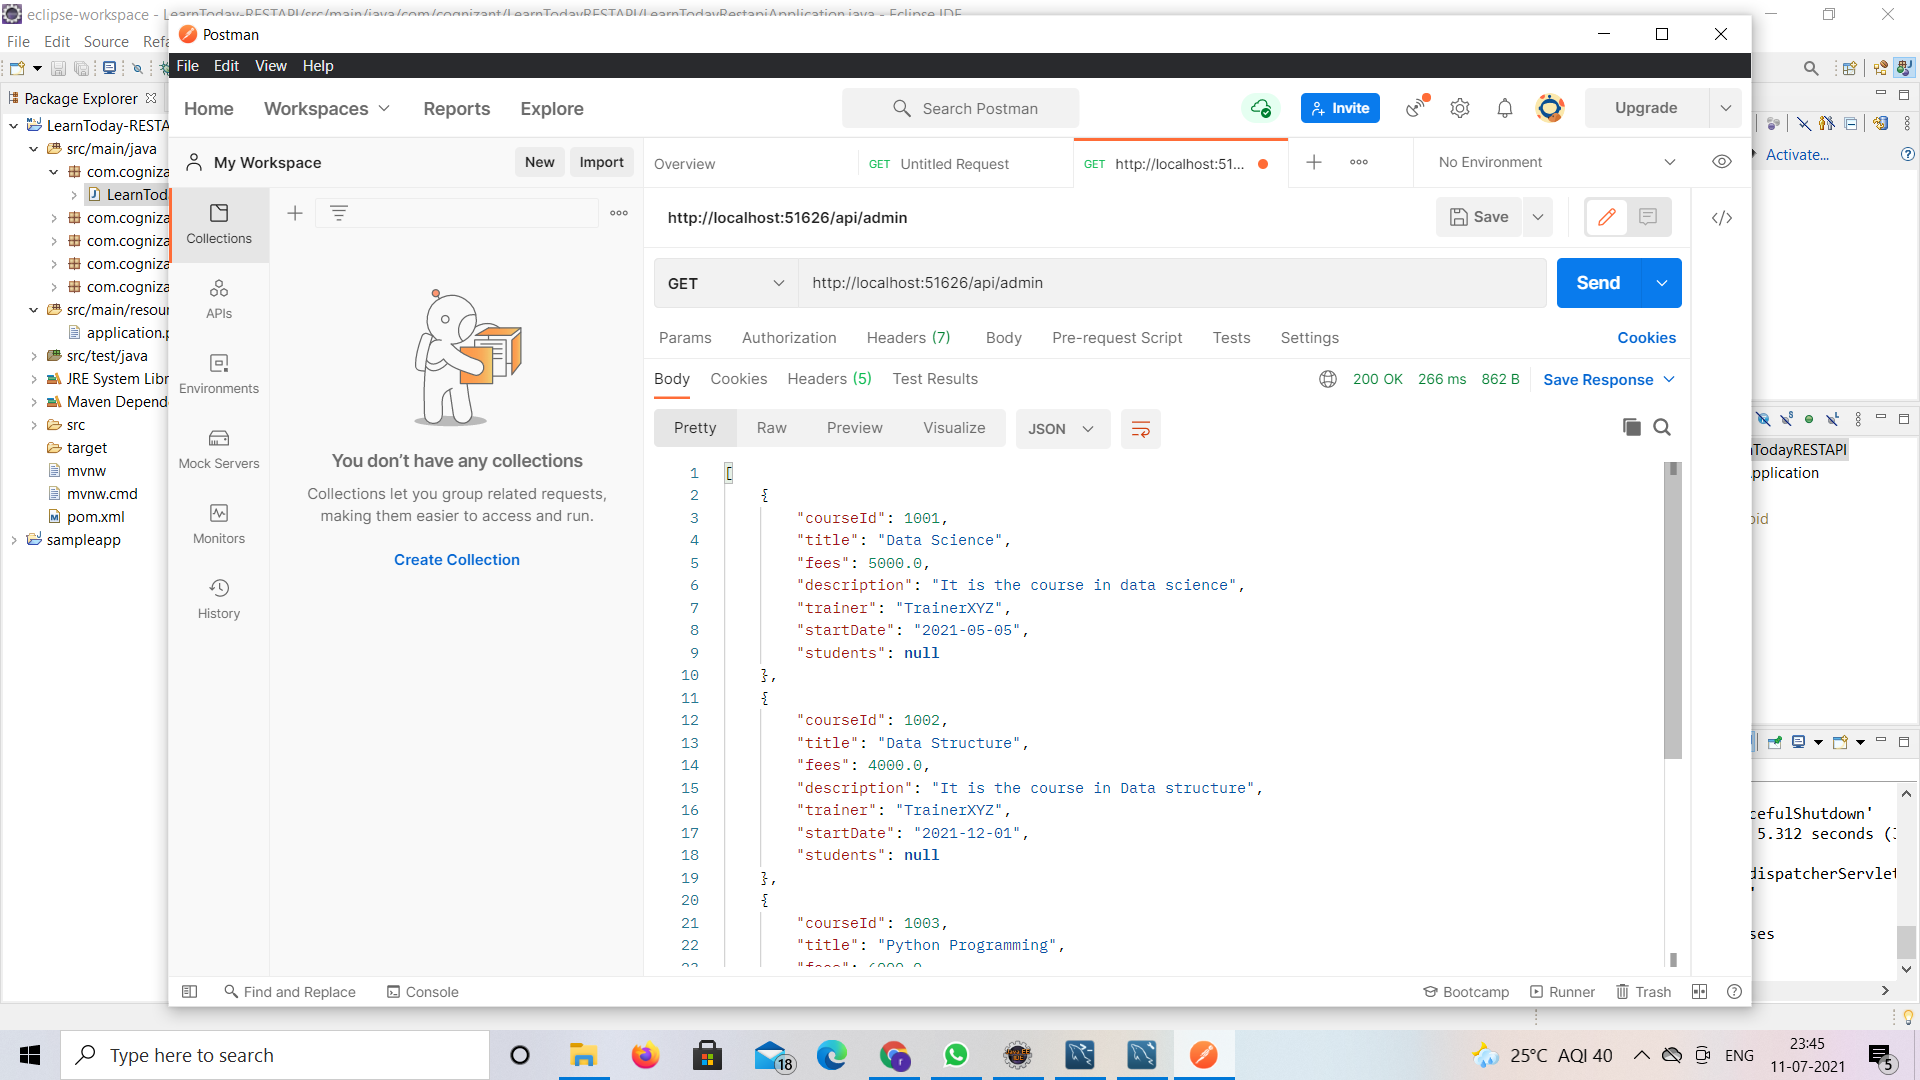 eclipse-workspace - LearnToday-RESTAPI/src/main/java/com/cognizant/LearnTodayRESTAPI/LearnTodayRestapiApplication.java - Eclipse IDE
File Edit Source Refa
Postman
File Edit View Help
Home Workspaces Reports Explore
Search Postman
Invite
Upgrade
Package Explorer
LearnToday-RESTA
src/main/java
com.cogniza
LearnTod
com.cogniza
com.cogniza
com.cogniza
com.cogniza
src/main/resou
application.p
src/test/java
JRE System Libr
Maven Depend
src
target
mvnw
mvnw.cmd
pom.xml
sampleapp
My Workspace
New Import
Collections
APIs
Environments
Mock Servers
Monitors
History
You don't have any collections
Collections let you group related requests,
making them easier to access and run.
Create Collection
Overview
GET Untitled Request
GET http://localhost:51...
No Environment
http://localhost:51626/api/admin
Save
GET http://localhost:51626/api/admin
Send
Params Authorization Headers (7) Body Pre-request Script Tests Settings
Cookies
Body Cookies Headers (5) Test Results
200 OK 266 ms 862 B Save Response
Pretty Raw Preview Visualize JSON
1 [
2 {
3 "courseId": 1001,
4 "title": "Data Science",
5 "fees": 5000.0,
6 "description": "It is the course in data science",
7 "trainer": "TrainerXYZ",
8 "startDate": "2021-05-05",
9 "students": null
10 },
11 {
12 "courseId": 1002,
13 "title": "Data Structure",
14 "fees": 4000.0,
15 "description": "It is the course in Data structure",
16 "trainer": "TrainerXYZ",
17 "startDate": "2021-12-01",
18 "students": null
19 },
20 {
21 "courseId": 1003,
22 "title": "Python Programming",
23 "fees": 6000.0
Find and Replace Console
Bootcamp Runner Trash
Activate...
nTodayRESTAPI
pplication
oid
cefulShutdown'
5.312 seconds (J
dispatcherServlet
'
ses
Type here to search
18
25°C AQI 40
ENG
23:45
11-07-2021
5